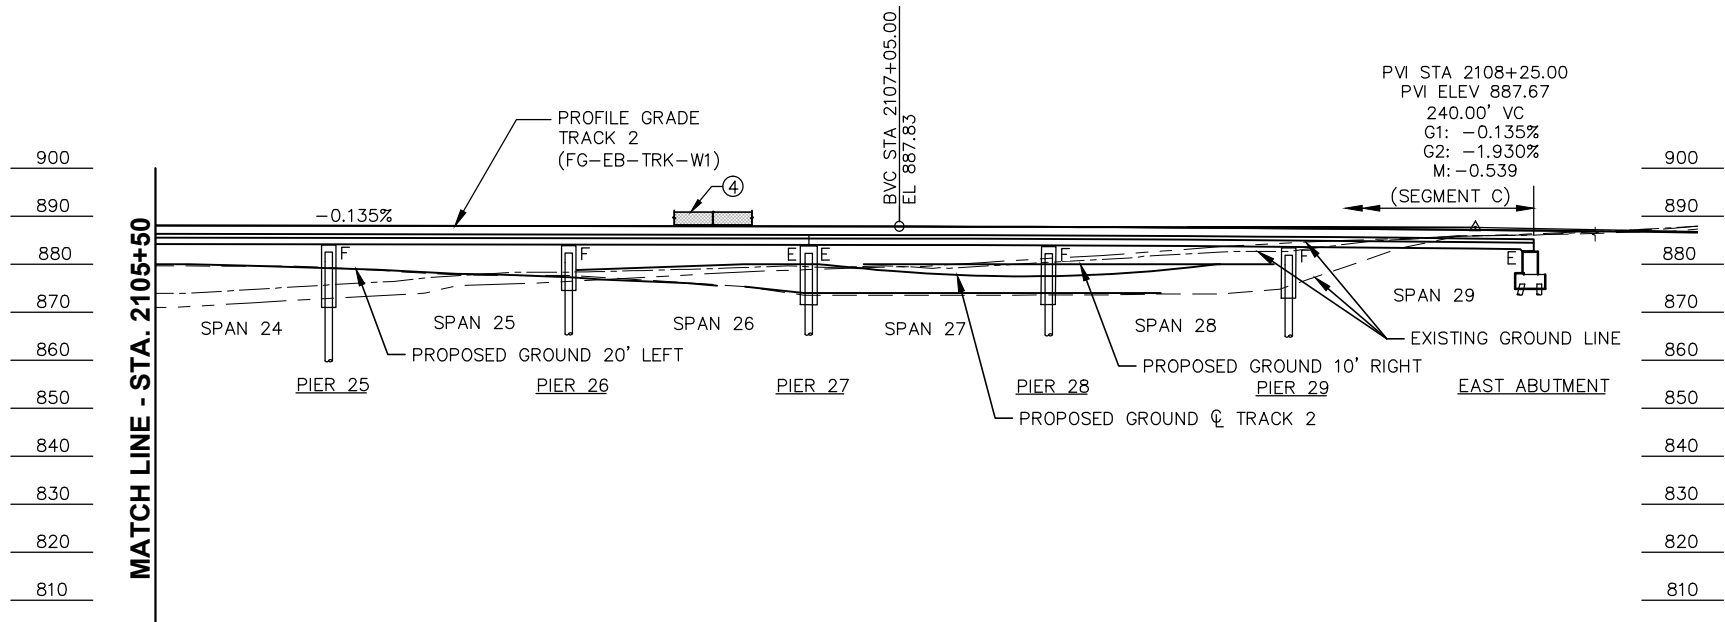 BVC STA 2107+05.00
EL 887.83
PVI STA 2108+25.00
PVI ELEV 887.67
240.00' VC
G1: -0.135%
G2: -1.930%
M:-0.539
(SEGMENT C)
PROFILE GRADE
TRACK 2
(FG-EB-TRK-W1)
4
-0.135%
900
890
880
870
860
850
840
830
820
810
MATCH LINE - STA. 2105+50
F
F
E E
F
F
E
SPAN 24
SPAN 25
SPAN 26
SPAN 27
SPAN 28
SPAN 29
PROPOSED GROUND 20' LEFT
EXISTING GROUND LINE
PROPOSED GROUND 10' RIGHT
PIER 25
PIER 26
PIER 27
PIER 28
PIER 29
EAST ABUTMENT
PROPOSED GROUND ℄ TRACK 2
900
890
880
870
860
850
840
830
820
810